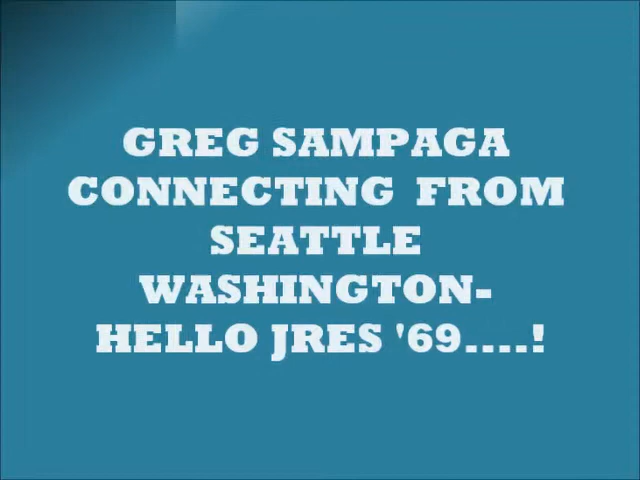 GREG SAMPAGA
CONNECTING FROM
SEATTLE
WASHINGTON-
HELLO JRES '69....!